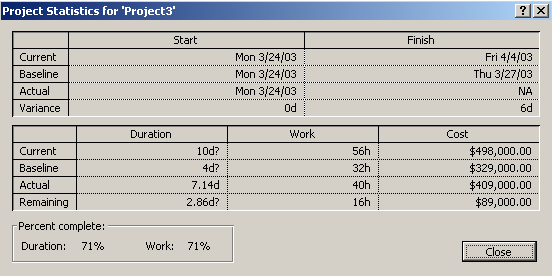 Project Statistics for 'Project3'
Start Finish
Current Mon 3/24/03 Fri 4/4/03
Baseline Mon 3/24/03 Thu 3/27/03
Actual Mon 3/24/03 NA
Variance 0d 6d
Duration Work Cost
Current 10d? 56h $498,000.00
Baseline 4d? 32h $329,000.00
Actual 7.14d 40h $409,000.00
Remaining 2.86d? 16h $89,000.00
Percent complete:
Duration: 71% Work: 71%
Close